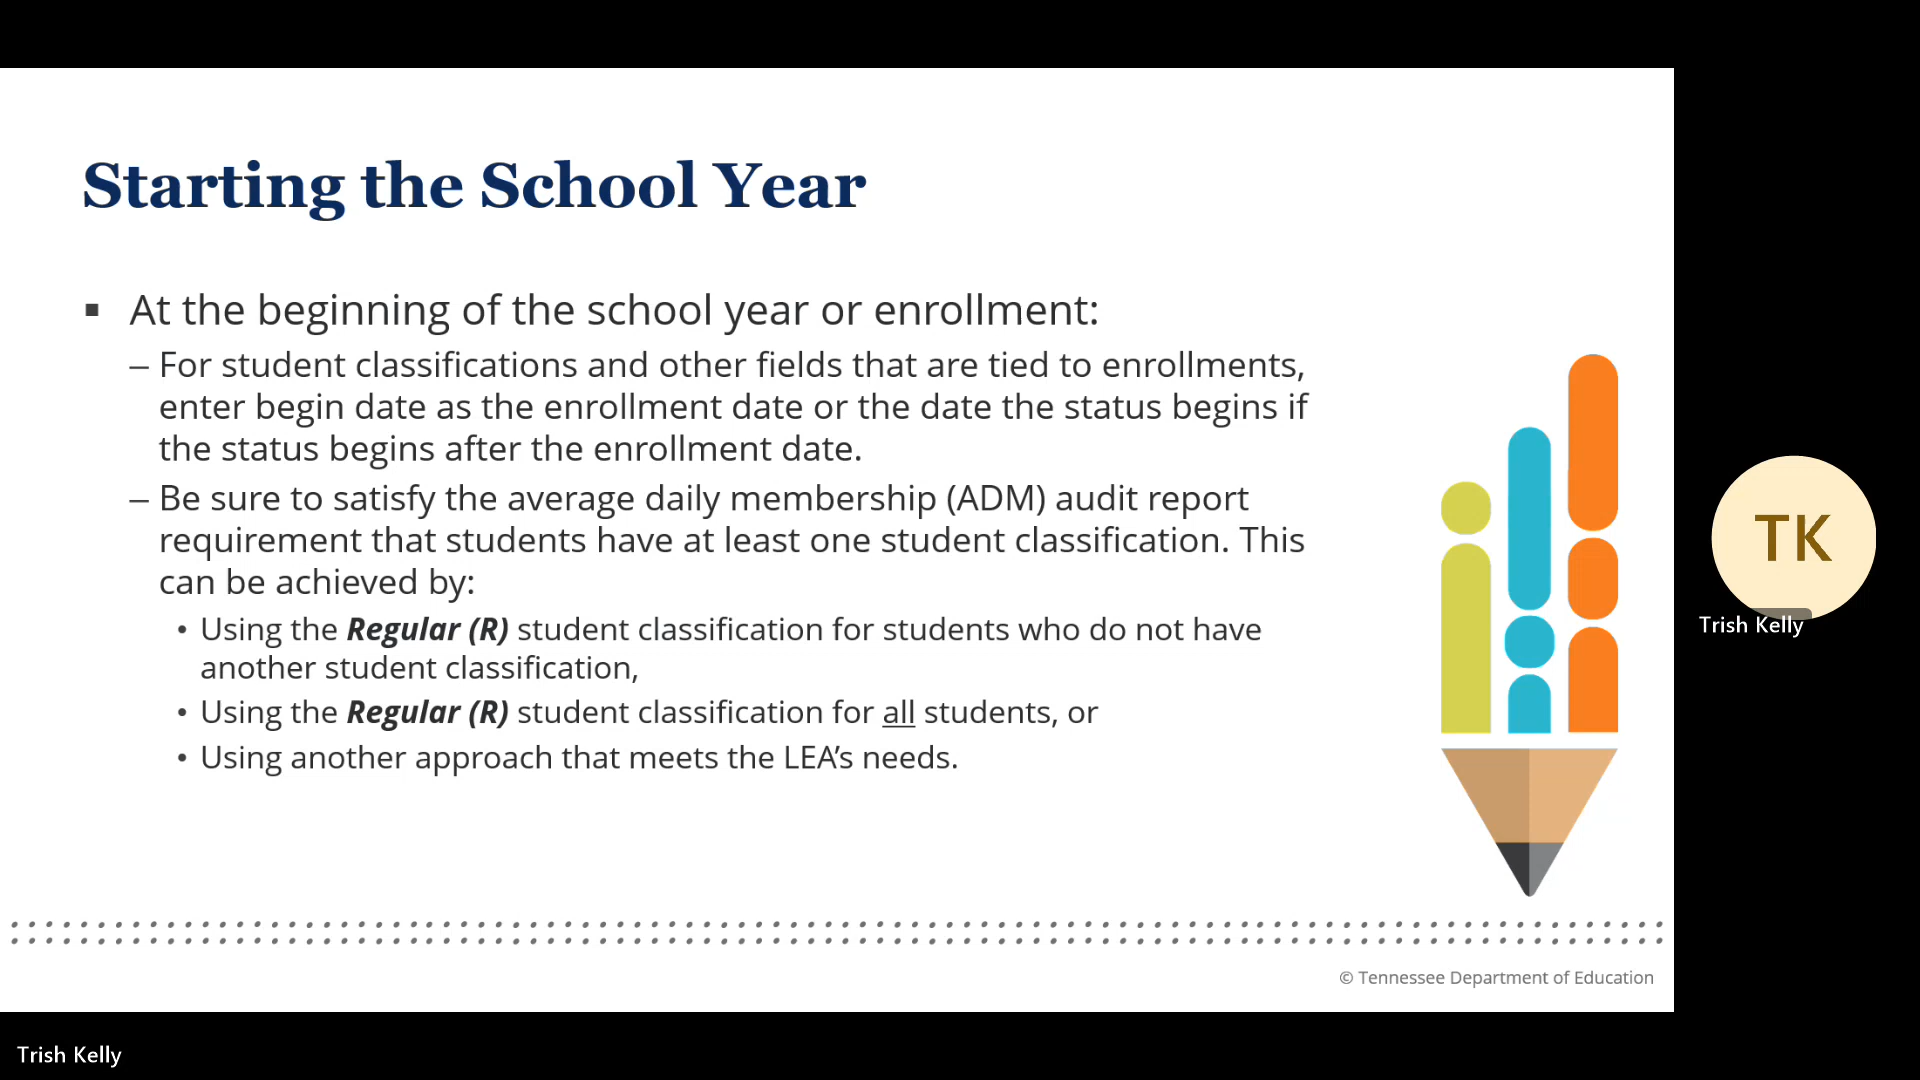 Starting the School Year
▪ At the beginning of the school year or enrollment:
– For student classifications and other fields that are tied to enrollments,
enter begin date as the enrollment date or the date the status begins if
the status begins after the enrollment date.
– Be sure to satisfy the average daily membership (ADM) audit report
requirement that students have at least one student classification. This
can be achieved by:
• Using the Regular (R) student classification for students who do not have
another student classification,
• Using the Regular (R) student classification for all students, or
• Using another approach that meets the LEA’s needs.
© Tennessee Department of Education
TK
Trish Kelly
Trish Kelly